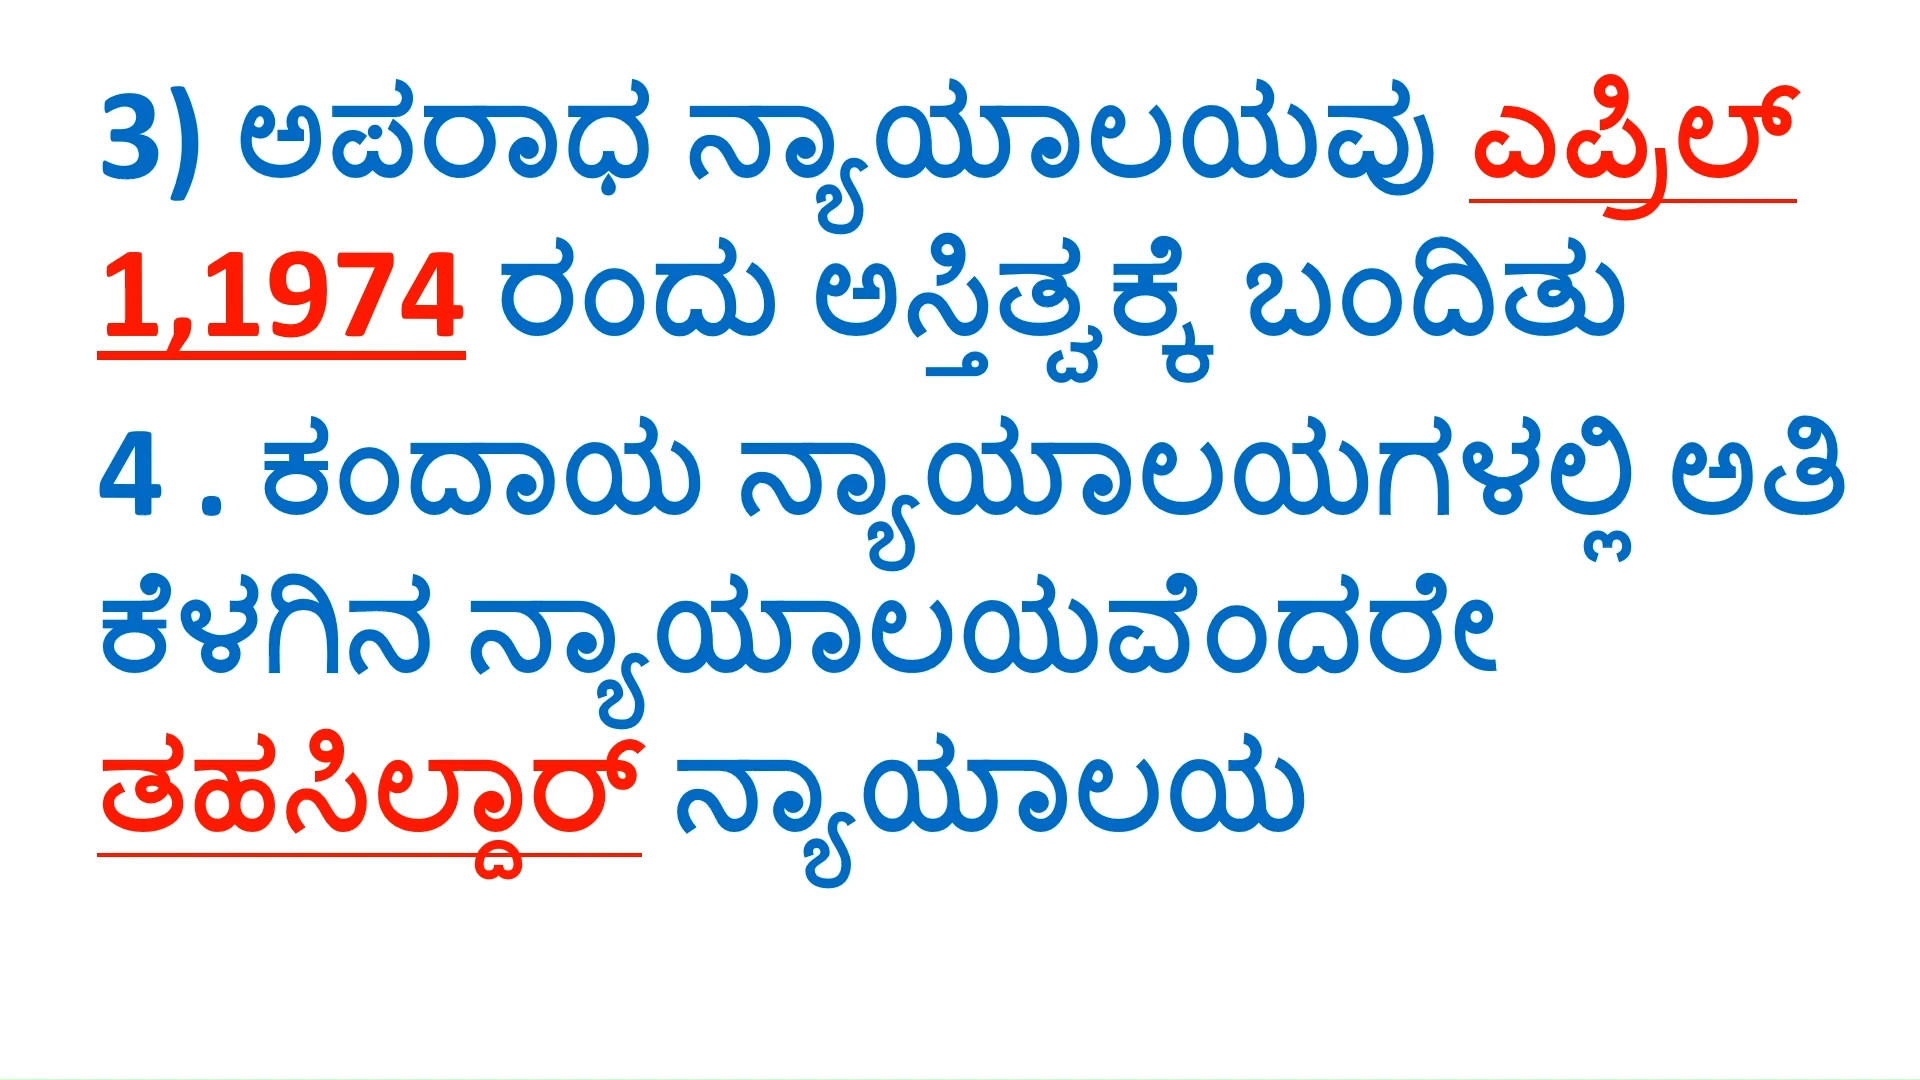 3) ಅಪರಾಧ ನ್ಯಾಯಾಲಯವು ಎಪ್ರಿಲ್
1,1974 ರಂದು ಅಸ್ತಿತ್ವಕ್ಕೆ ಬಂದಿತು
4 . ಕಂದಾಯ ನ್ಯಾಯಾಲಯಗಳಲ್ಲಿ ಅತಿ
ಕೆಳಗಿನ ನ್ಯಾಯಾಲಯವೆಂದರೇ
ತಹಸಿಲ್ದಾರ್ ನ್ಯಾಯಾಲಯ